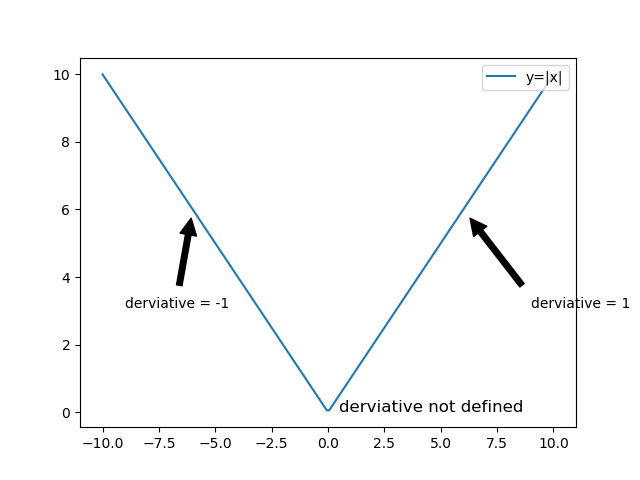 y=|x|
10
8
6
4
2
0
derviative = -1
derviative = 1
derviative not defined
−10.0 −7.5 −5.0 −2.5 0.0 2.5 5.0 7.5 10.0